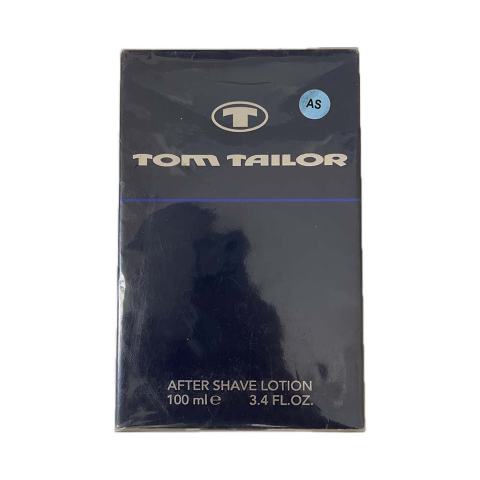 T
AS
TOM TAILOR
AFTER SHAVE LOTION
100 ml e 3.4 FL.OZ.